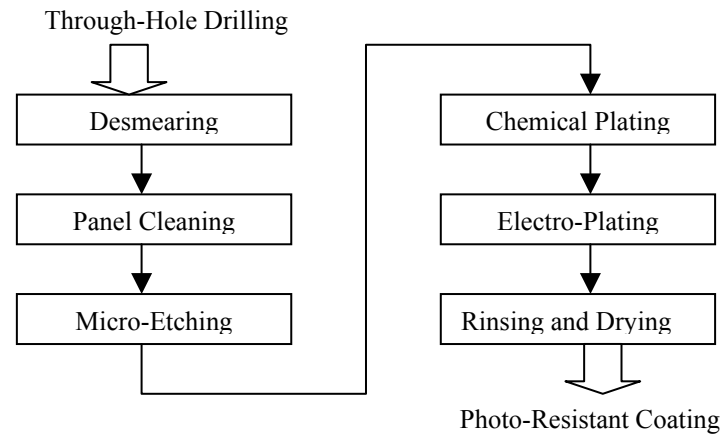 Through-Hole Drilling
Desmearing
Panel Cleaning
Micro-Etching
Chemical Plating
Electro-Plating
Rinsing and Drying
Photo-Resistant Coating